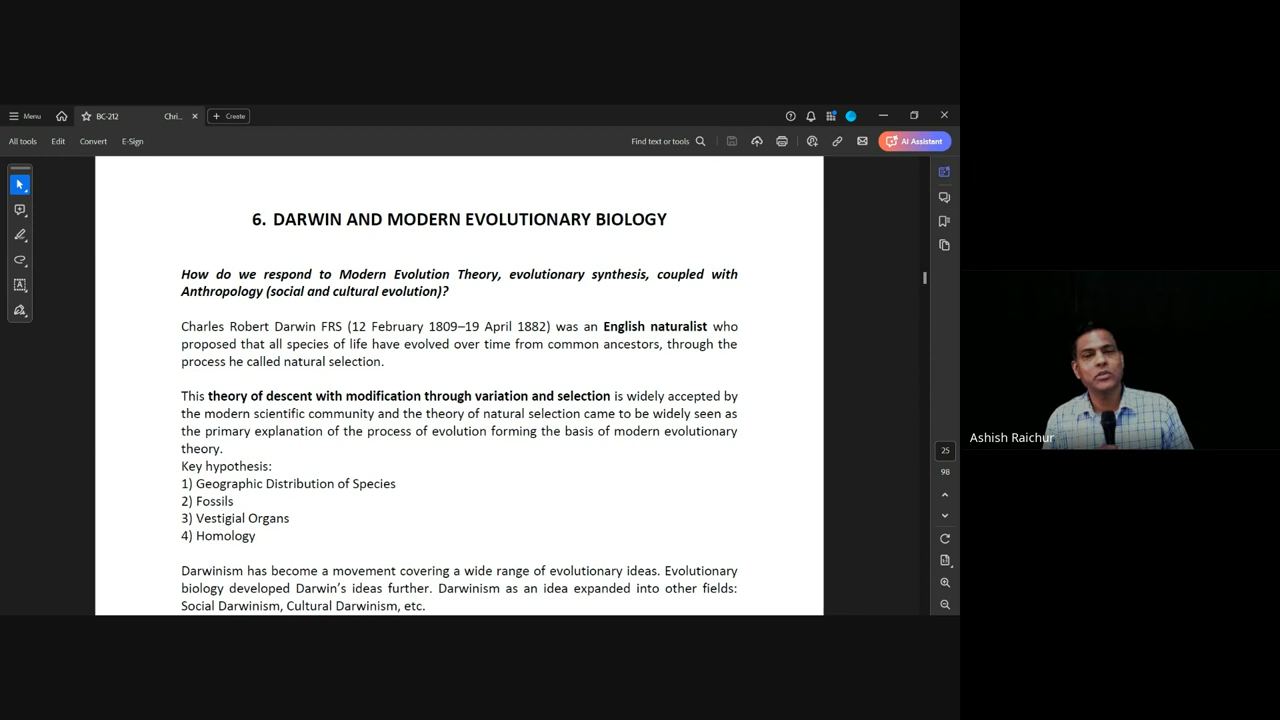 Menu
BC-212 Chri...
Create
All tools Edit Convert E-Sign
Find text or tools
AI Assistant
6. DARWIN AND MODERN EVOLUTIONARY BIOLOGY
How do we respond to Modern Evolution Theory, evolutionary synthesis, coupled with
Anthropology (social and cultural evolution)?
Charles Robert Darwin FRS (12 February 1809–19 April 1882) was an English naturalist who
proposed that all species of life have evolved over time from common ancestors, through the
process he called natural selection.
This theory of descent with modification through variation and selection is widely accepted by
the modern scientific community and the theory of natural selection came to be widely seen as
the primary explanation of the process of evolution forming the basis of modern evolutionary
theory.
Key hypothesis:
1) Geographic Distribution of Species
2) Fossils
3) Vestigial Organs
4) Homology
Darwinism has become a movement covering a wide range of evolutionary ideas. Evolutionary
biology developed Darwin's ideas further. Darwinism as an idea expanded into other fields:
Social Darwinism, Cultural Darwinism, etc.
25
98
Ashish Raichur